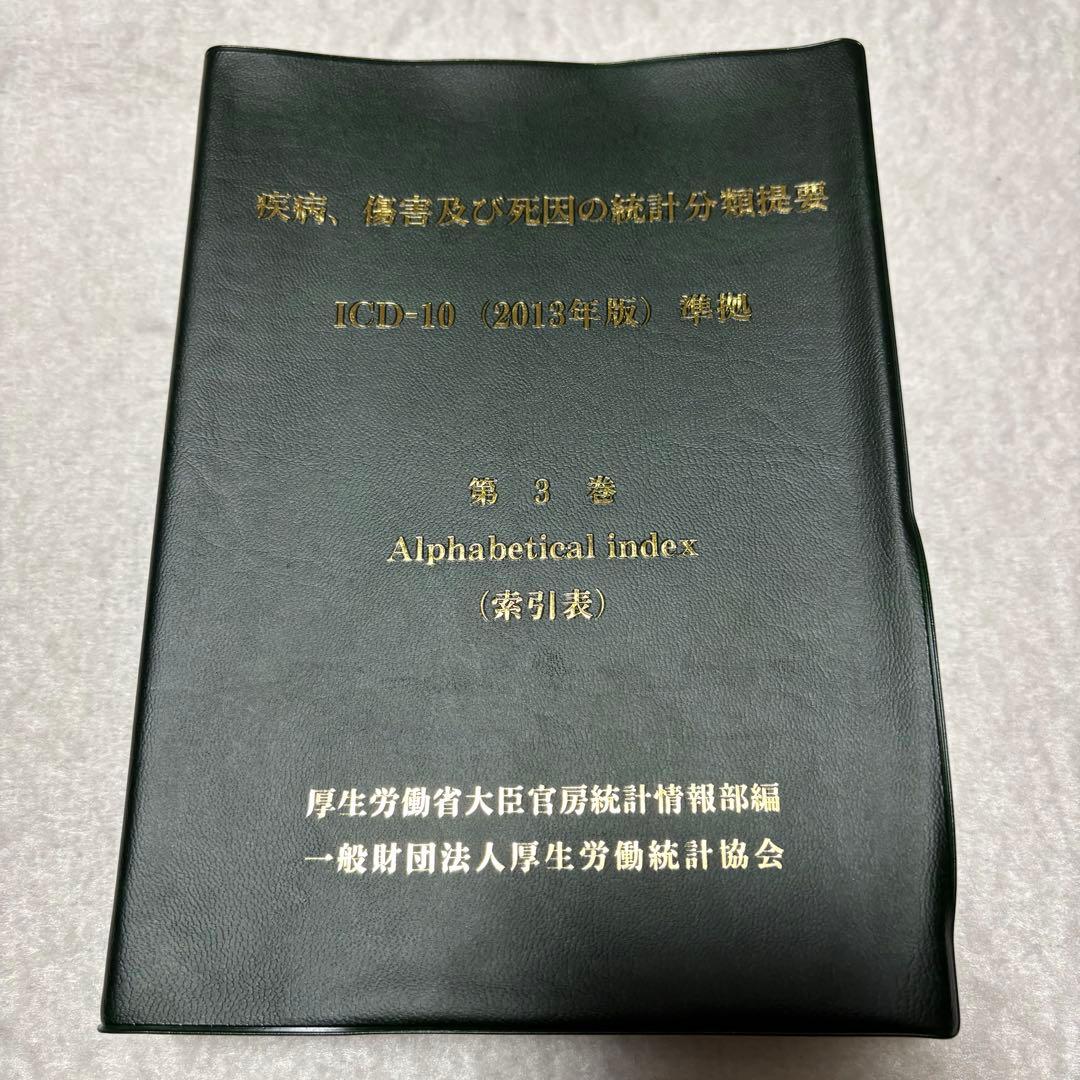 疾病、傷害及び死因の統計分類提要
ICD-10（2013年版）準拠
第 3 巻
Alphabetical index
（索引表）
厚生労働省大臣官房統計情報部編
一般財団法人厚生労働統計協会